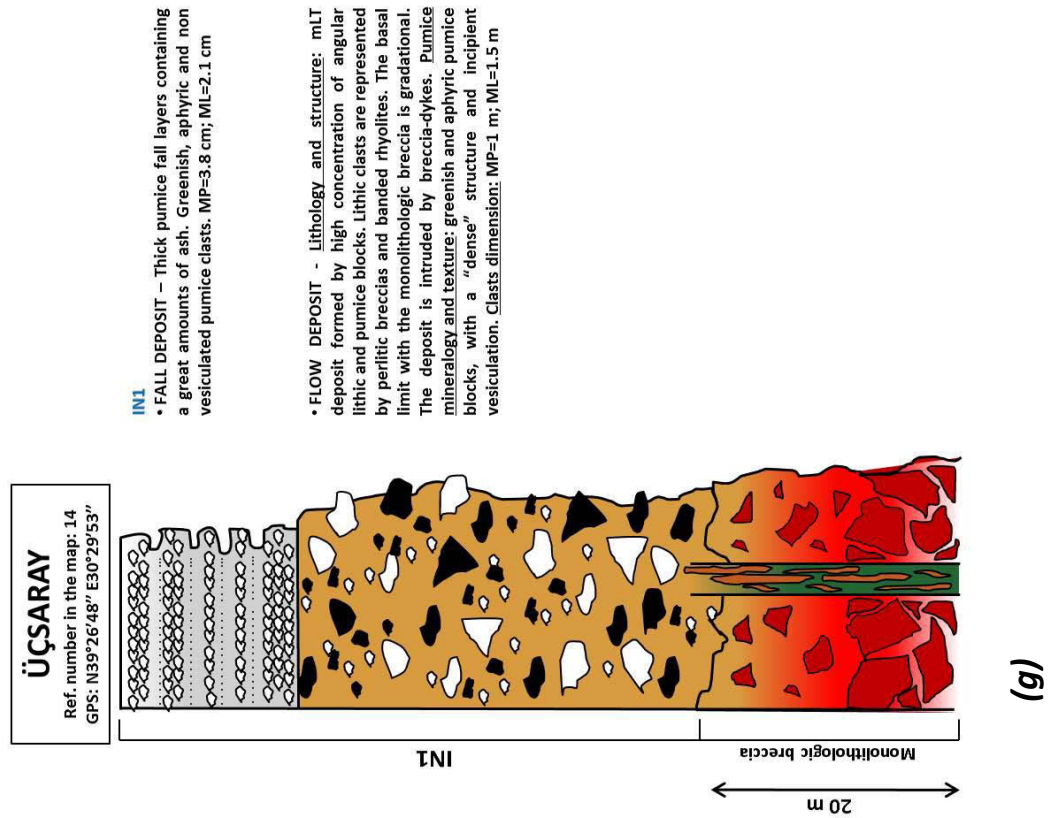 ÜÇSARAY
Ref. number in the map: 14
GPS: N39°26'48" E30°29'53"
IN1
• FALL DEPOSIT – Thick pumice fall layers containing
a great amounts of ash. Greenish, aphyric and non
vesiculated pumice clasts. MP=3.8 cm; ML=2.1 cm
• FLOW DEPOSIT - Lithology and structure: mLT
deposit formed by high concentration of angular
lithic and pumice blocks. Lithic clasts are represented
by perlitic breccias and banded rhyolites. The basal
limit with the monolithologic breccia is gradational.
The deposit is intruded by breccia-dykes. Pumice
mineralogy and texture: greenish and aphyric pumice
blocks, with a “dense” structure and incipient
vesiculation. Clasts dimension: MP=1 m; ML=1.5 m
IN1
Monolithologic breccia
20 m
(g)